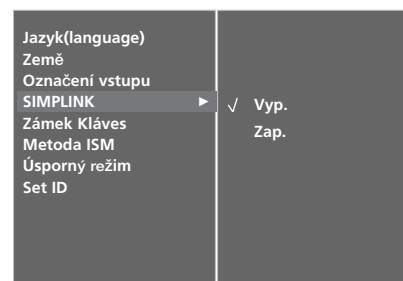 Jazyk(language)
Země
Označení vstupu
SIMPLINK ►
Zámek Kláves
Metoda ISM
Úsporný režim
Set ID
√ Vyp.
Zap.